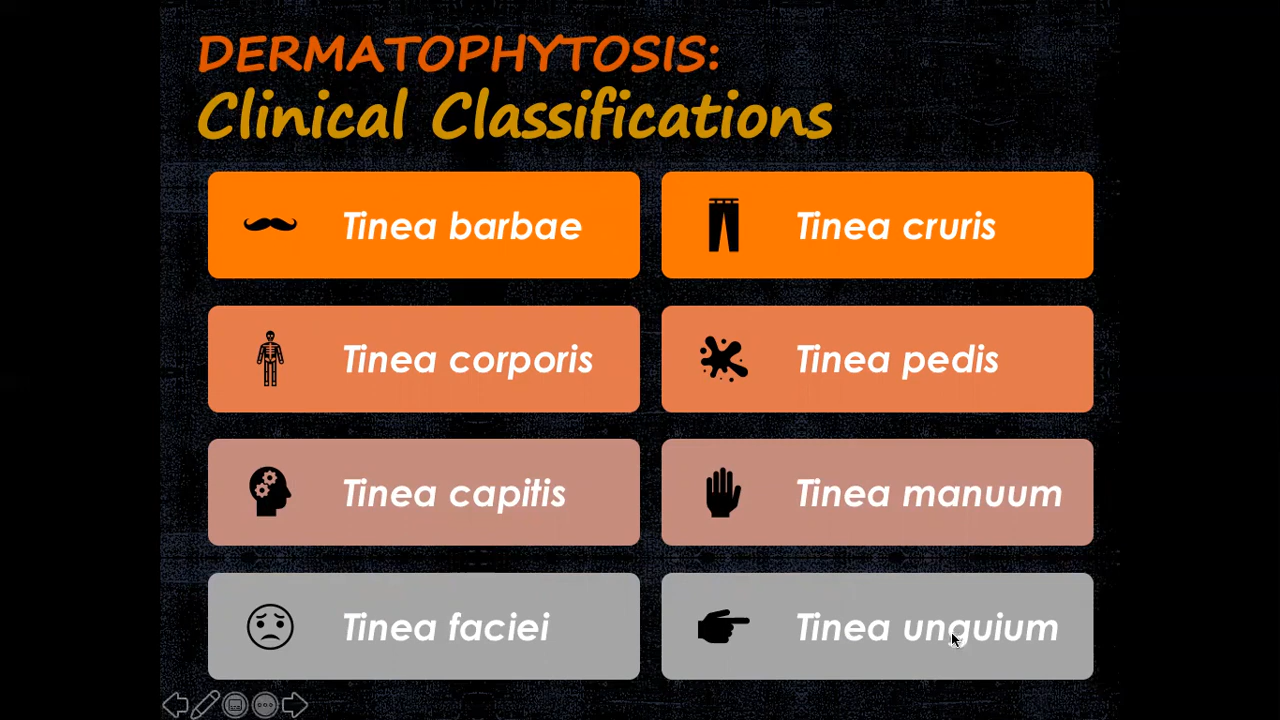 DERMATOPHYTOSIS:
Clinical Classifications
Tinea barbae
Tinea cruris
Tinea corporis
Tinea pedis
Tinea capitis
Tinea manuum
Tinea faciei
Tinea unguium